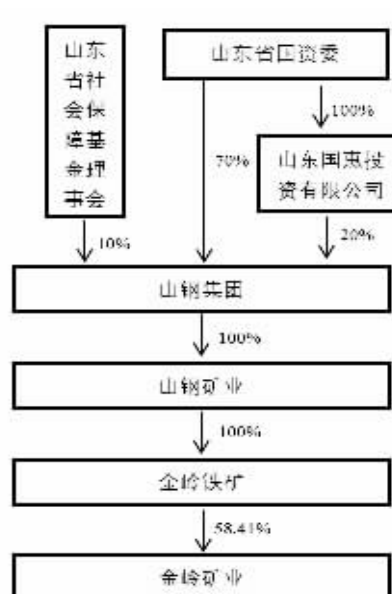 山东
省社
会保
障基
金理
事会
山东省国资委
100%
70%
山东国惠投
资有限公司
10%
20%
山钢集团
100%
山钢矿业
100%
金岭铁矿
58.41%
金岭矿业